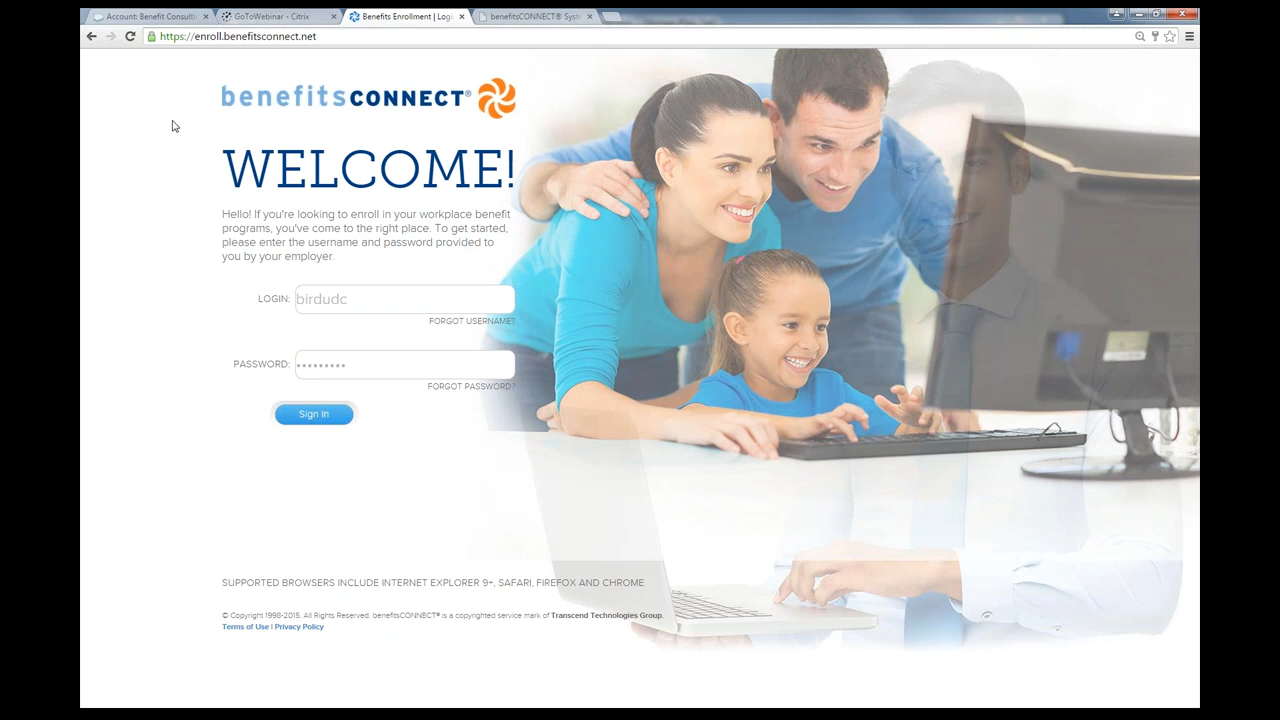 Account: Benefit Consulti
GoToWebinar - Citrix
Benefits Enrollment | Logi
benefitsCONNECT® Syst
https://enroll.benefitsconnect.net
benefitsCONNECT®
WELCOME!
Hello! If you're looking to enroll in your workplace benefit
programs, you've come to the right place. To get started,
please enter the username and password provided to
you by your employer.
LOGIN: birdudc
FORGOT USERNAME?
PASSWORD: •••••••••
FORGOT PASSWORD?
Sign In
SUPPORTED BROWSERS INCLUDE INTERNET EXPLORER 9+, SAFARI, FIREFOX AND CHROME
© Copyright 1998-2015. All Rights Reserved. benefitsCONNECT® is a copyrighted service mark of Transcend Technologies Group.
Terms of Use | Privacy Policy